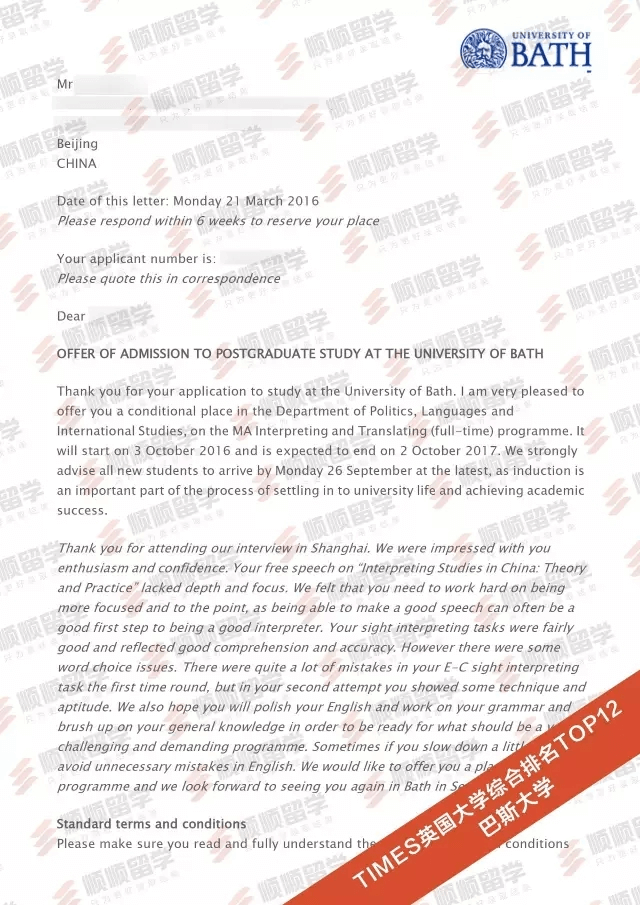 UNIVERSITY OF
BATH
Mr
Beijing
CHINA
Date of this letter: Monday 21 March 2016
Please respond within 6 weeks to reserve your place
Your applicant number is:
Please quote this in correspondence
Dear
OFFER OF ADMISSION TO POSTGRADUATE STUDY AT THE UNIVERSITY OF BATH
Thank you for your application to study at the University of Bath. I am very pleased to
offer you a conditional place in the Department of Politics, Languages and
International Studies, on the MA Interpreting and Translating (full-time) programme. It
will start on 3 October 2016 and is expected to end on 2 October 2017. We strongly
advise all new students to arrive by Monday 26 September at the latest, as induction is
an important part of the process of settling in to university life and achieving academic
success.
Thank you for attending our interview in Shanghai. We were impressed with you
enthusiasm and confidence. Your free speech on "Interpreting Studies in China: Theory
and Practice" lacked depth and focus. We felt that you need to work hard on being
more focused and to the point, as being able to make a good speech can often be a
good first step to being a good interpreter. Your sight interpreting tasks were fairly
good and reflected good comprehension and accuracy. However there were some
word choice issues. There were quite a lot of mistakes in your E-C sight interpreting
task the first time round, but in your second attempt you showed some technique and
aptitude. We also hope you will polish your English and work on your grammar and
brush up on your general knowledge in order to be ready for what should be a
challenging and demanding programme. Sometimes if you slow down a
avoid unnecessary mistakes in English. We would like to offer you a
programme and we look forward to seeing you again in Bath in
Standard terms and conditions
Please make sure you read and fully understand the conditions
TIMES英国大学综合排名TOP12
巴斯大学
顺顺留学
只为更好录取结果